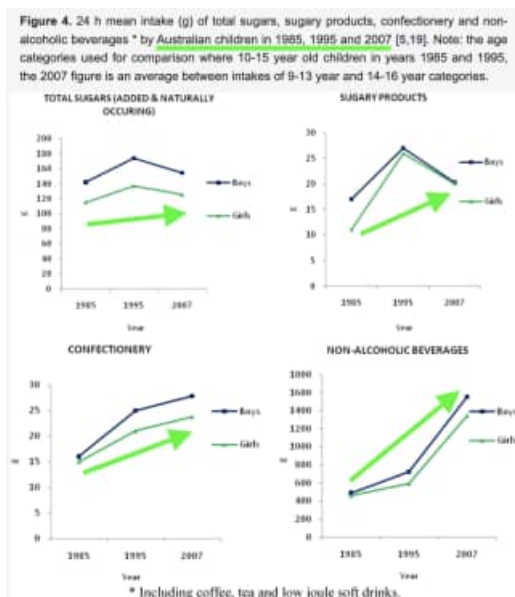 Figure 4. 24 h mean intake (g) of total sugars, sugary products, confectionery and non-
alcoholic beverages * by Australian children in 1985, 1995 and 2007 [5,19]. Note: the age
categories used for comparison where 10-15 year old children in years 1985 and 1995,
the 2007 figure is an average between intakes of 9-13 year and 14-16 year categories.
TOTAL SUGARS (ADDED & NATURALLY
OCCURING)
200
180
160
140
120
100
80
60
40
20
0
g
1985 1995 2007
Year
Boys
Girls
SUGARY PRODUCTS
30
25
20
15
10
5
0
g
1985 1995 2007
Year
Boys
Girls
CONFECTIONERY
30
25
20
15
10
5
0
g
1985 1995 2007
Year
Boys
Girls
NON-ALCOHOLIC BEVERAGES
1800
1600
1400
1200
1000
800
600
400
200
0
g
1985 1995 2007
Year
Boys
Girls
* Including coffee, tea and low joule soft drinks.